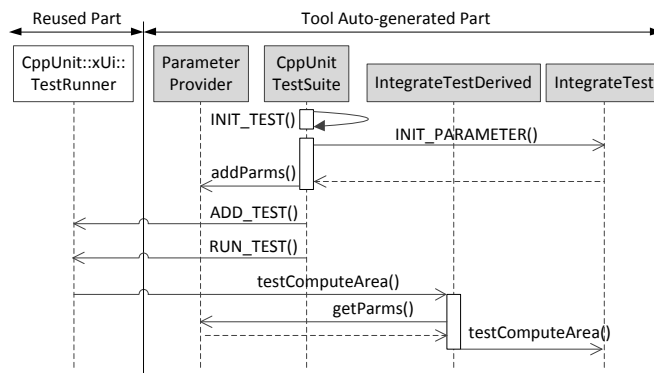 Reused Part
Tool Auto-generated Part
CppUnit::xUi::
TestRunner
Parameter
Provider
CppUnit
TestSuite
IntegrateTestDerived
IntegrateTest
INIT_TEST()
INIT_PARAMETER()
addParms()
ADD_TEST()
RUN_TEST()
testComputeArea()
getParms()
testComputeArea()